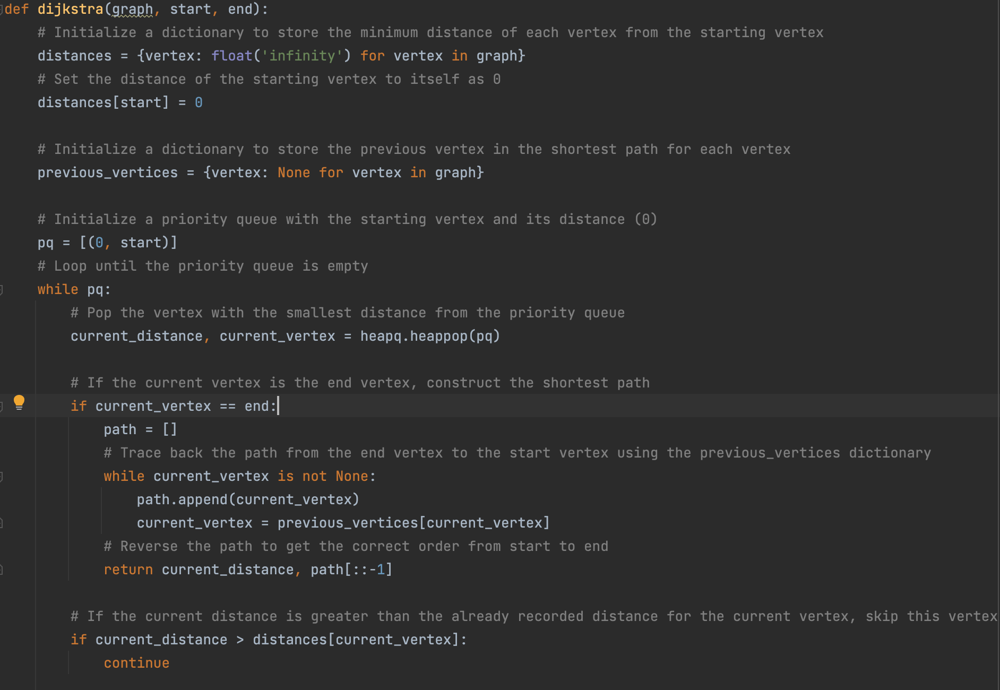 def dijkstra(graph, start, end):
    # Initialize a dictionary to store the minimum distance of each vertex from the starting vertex
    distances = {vertex: float('infinity') for vertex in graph}
    # Set the distance of the starting vertex to itself as 0
    distances[start] = 0

    # Initialize a dictionary to store the previous vertex in the shortest path for each vertex
    previous_vertices = {vertex: None for vertex in graph}

    # Initialize a priority queue with the starting vertex and its distance (0)
    pq = [(0, start)]
    # Loop until the priority queue is empty
    while pq:
        # Pop the vertex with the smallest distance from the priority queue
        current_distance, current_vertex = heapq.heappop(pq)

        # If the current vertex is the end vertex, construct the shortest path
        if current_vertex == end:
            path = []
            # Trace back the path from the end vertex to the start vertex using the previous_vertices dictionary
            while current_vertex is not None:
                path.append(current_vertex)
                current_vertex = previous_vertices[current_vertex]
            # Reverse the path to get the correct order from start to end
            return current_distance, path[::-1]

        # If the current distance is greater than the already recorded distance for the current vertex, skip this vertex
        if current_distance > distances[current_vertex]:
            continue